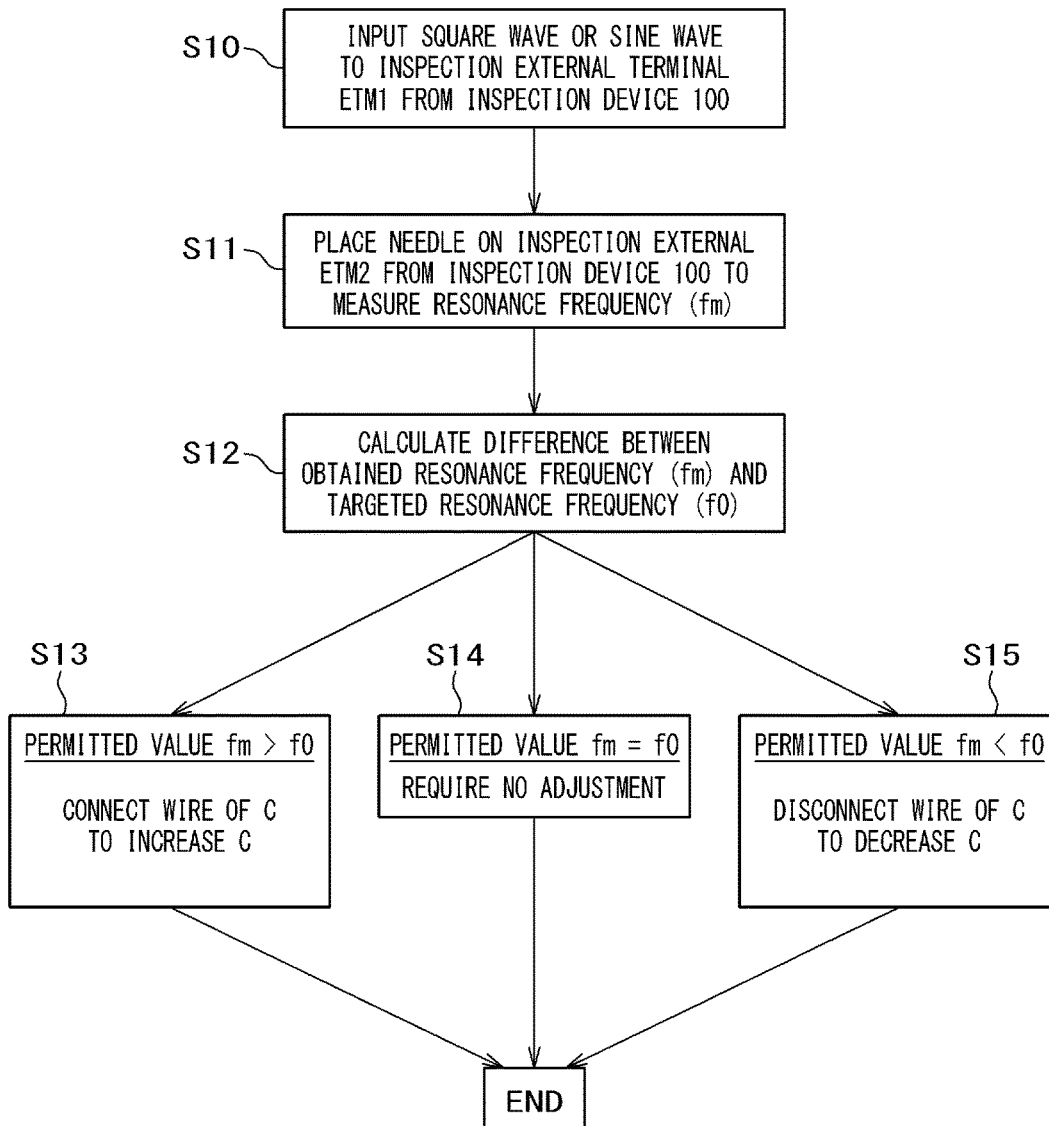 S10
INPUT SQUARE WAVE OR SINE WAVE
TO INSPECTION EXTERNAL TERMINAL
ETM1 FROM INSPECTION DEVICE 100
S11
PLACE NEEDLE ON INSPECTION EXTERNAL
ETM2 FROM INSPECTION DEVICE 100 TO
MEASURE RESONANCE FREQUENCY (fm)
S12
CALCULATE DIFFERENCE BETWEEN
OBTAINED RESONANCE FREQUENCY (fm) AND
TARGETED RESONANCE FREQUENCY (f0)
S13
PERMITTED VALUE fm > f0
CONNECT WIRE OF C
TO INCREASE C
S14
PERMITTED VALUE fm = f0
REQUIRE NO ADJUSTMENT
S15
PERMITTED VALUE fm < f0
DISCONNECT WIRE OF C
TO DECREASE C
END